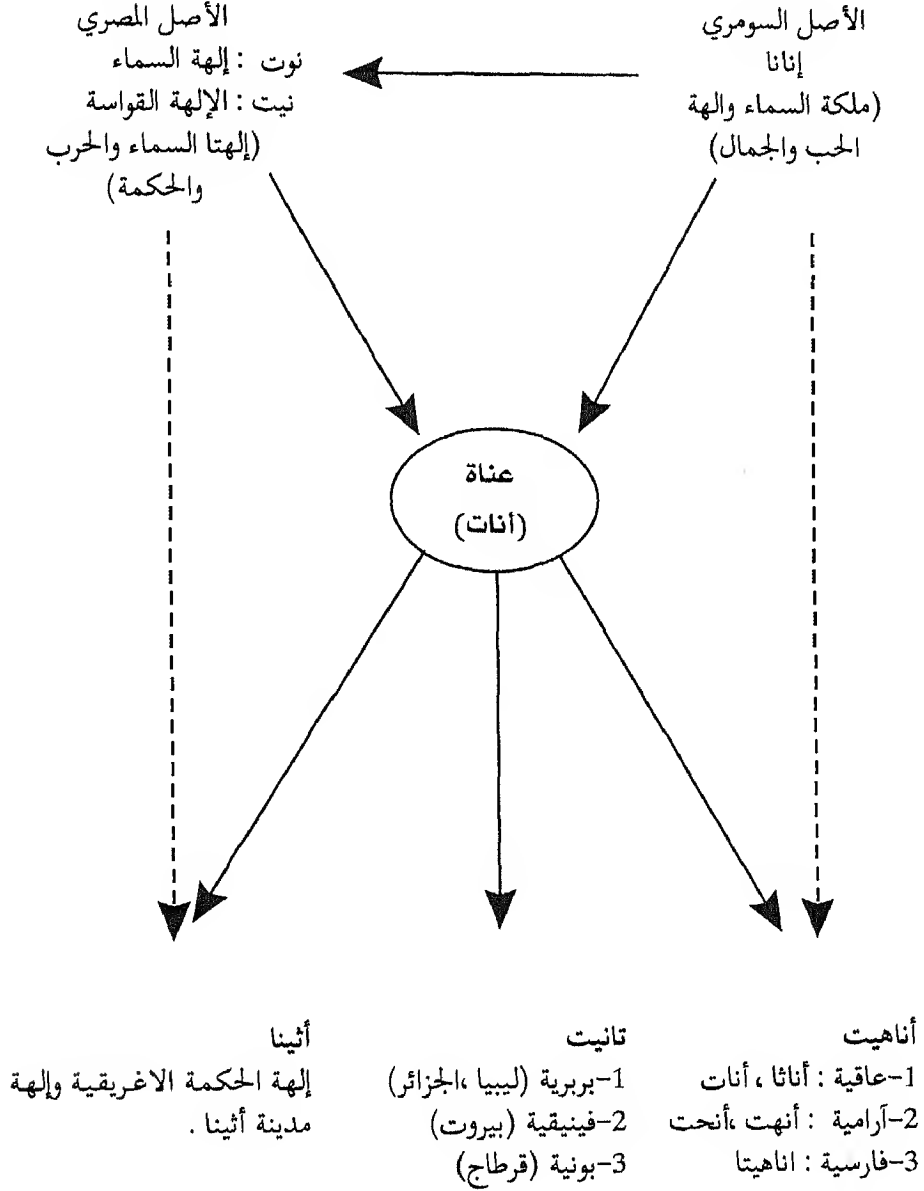 الأصل السومري
إنانا
(ملكة السماء والهة
الحب والجمال)
الأصل المصري
نوت : إلهة السماء
نيت : الإلهة القواسة
(إلهتا السماء والحرب
والحكمة)
عناة
(أنات)
أناهيت
1-عاقية : أناثا ، أنات
2-آرامية : أنهت ،أنحت
3-فارسية : اناهيتا
تانيت
1-بربرية (ليبيا ،الجزائر)
2-فينيقية (بيروت)
3-بونية (قرطاج)
أثينا
إلهة الحكمة الاغريقية وإلهة
مدينة أثينا .